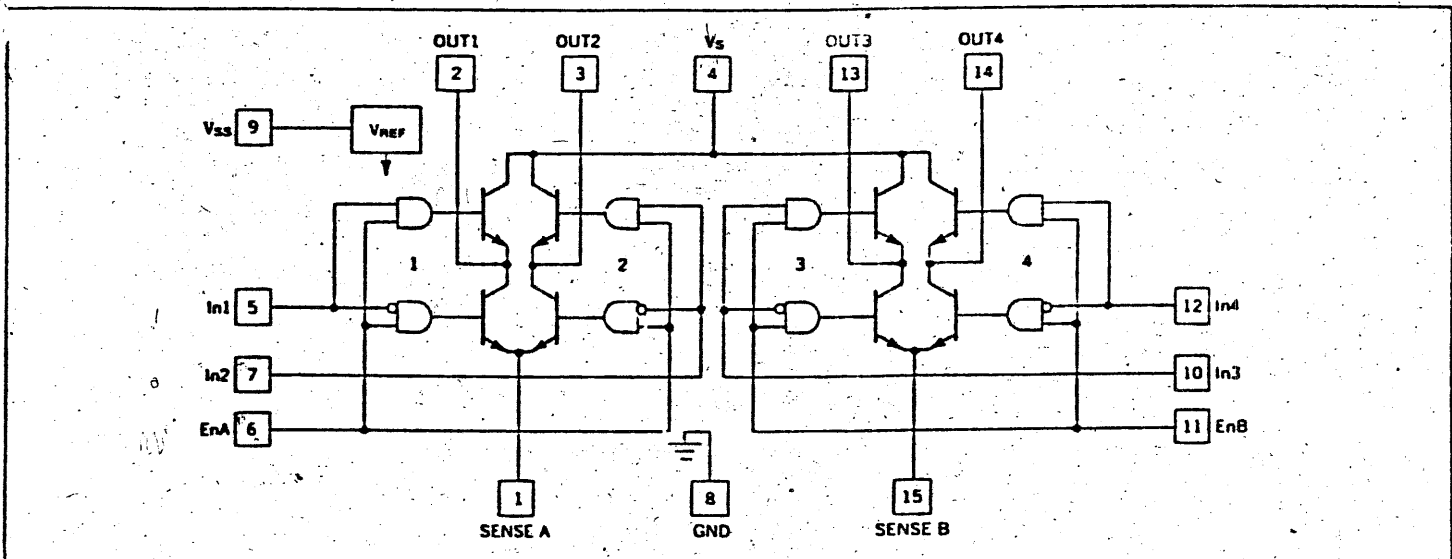 OUT1 OUT2 Vs OUT3 OUT4
2 3 4 13 14
Vss 9 VREF
1 2 3 4
In1 5 12 In4
In2 7 10 In3
EnA 6 11 EnB
1 8 15
SENSE A GND SENSE B